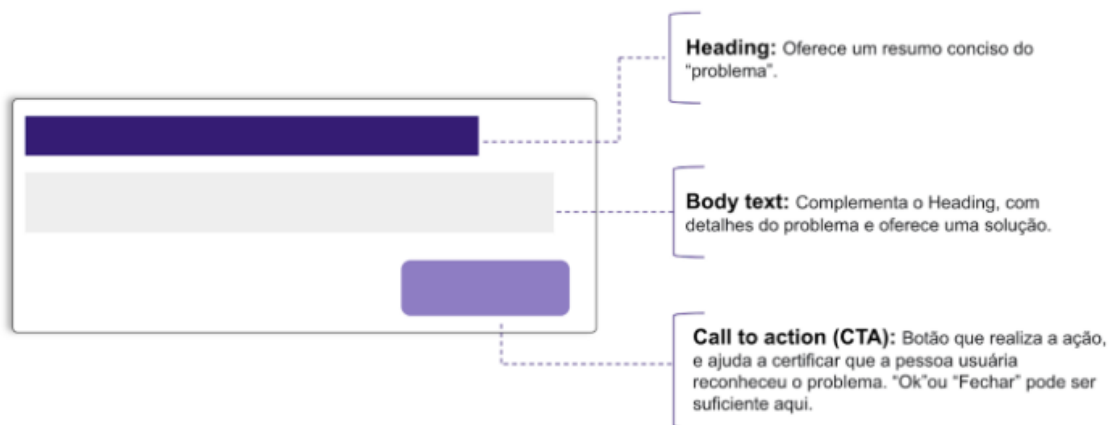 Heading: Oferece um resumo conciso do
“problema”.
Body text: Complementa o Heading, com
detalhes do problema e oferece uma solução.
Call to action (CTA): Botão que realiza a ação,
e ajuda a certificar que a pessoa usuária
reconheceu o problema. “Ok”ou “Fechar” pode ser
suficiente aqui.